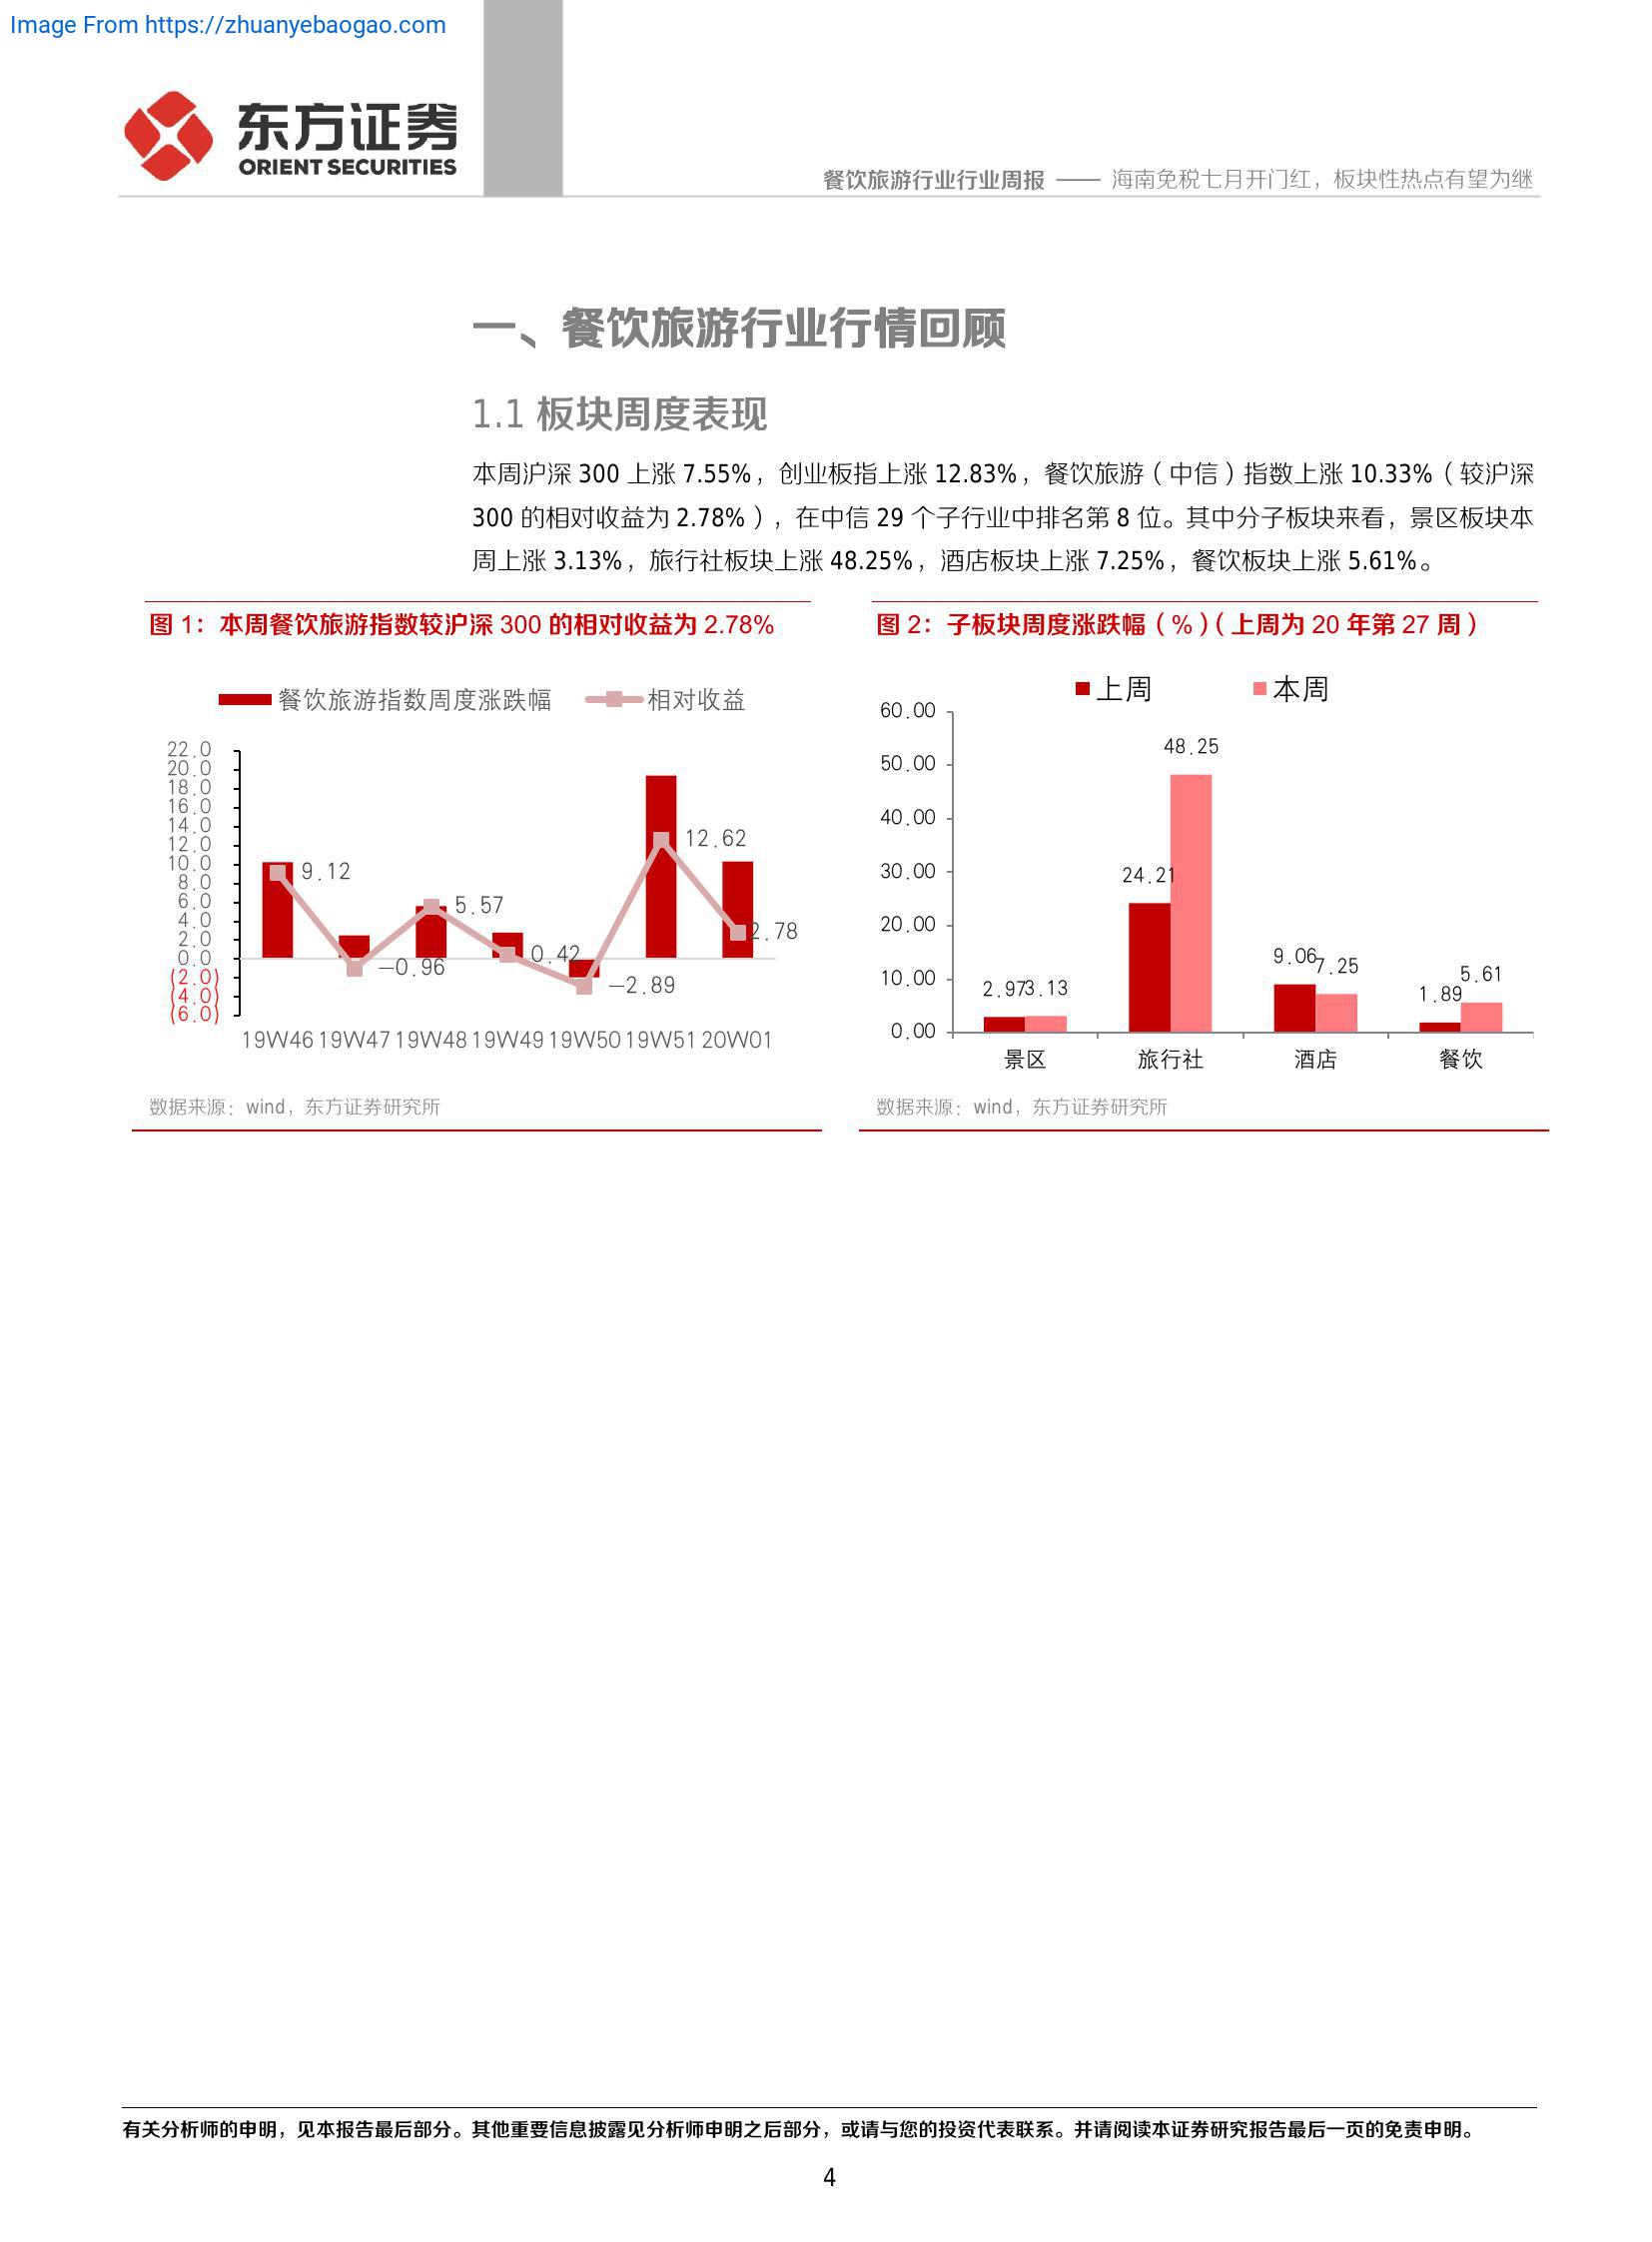 Image From https://zhuanyebaogao.com
东方证券
ORIENT SECURITIES
餐饮旅游行业行业周报 —— 海南免税七月开门红，板块性热点有望为继
一、餐饮旅游行业行情回顾
1.1 板块周度表现
本周沪深 300 上涨 7.55%，创业板指上涨 12.83%，餐饮旅游（中信）指数上涨 10.33%（较沪深
300 的相对收益为 2.78%），在中信 29 个子行业中排名第 8 位。其中分子板块来看，景区板块本
周上涨 3.13%，旅行社板块上涨 48.25%，酒店板块上涨 7.25%，餐饮板块上涨 5.61%。
图 1：本周餐饮旅游指数较沪深 300 的相对收益为 2.78%
餐饮旅游指数周度涨跌幅 相对收益
22.0
20.0
18.0
16.0
14.0
12.0
10.0
8.0
6.0
4.0
2.0
0.0
(2.0)
(4.0)
(6.0)
9.12
-0.96
5.57
0.42
-2.89
12.62
2.78
19W46 19W47 19W48 19W49 19W50 19W51 20W01
数据来源：wind，东方证券研究所
图 2：子板块周度涨跌幅（%）（上周为 20 年第 27 周）
上周 本周
60.00
50.00
40.00
30.00
20.00
10.00
0.00
2.97 3.13
24.21
48.25
9.06
7.25
1.89
5.61
景区 旅行社 酒店 餐饮
数据来源：wind，东方证券研究所
有关分析师的申明，见本报告最后部分。其他重要信息披露见分析师申明之后部分，或请与您的投资代表联系。并请阅读本证券研究报告最后一页的免责申明。
4